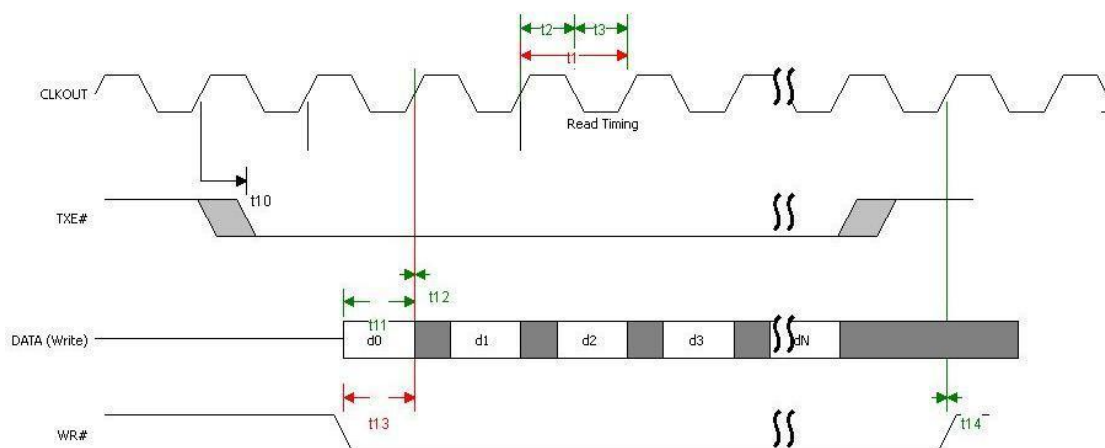 t2 t3
t1
CLKOUT
Read Timing
t10
TXE#
t12
t11
DATA (Write) d0 d1 d2 d3 dN
t13
WR# t14